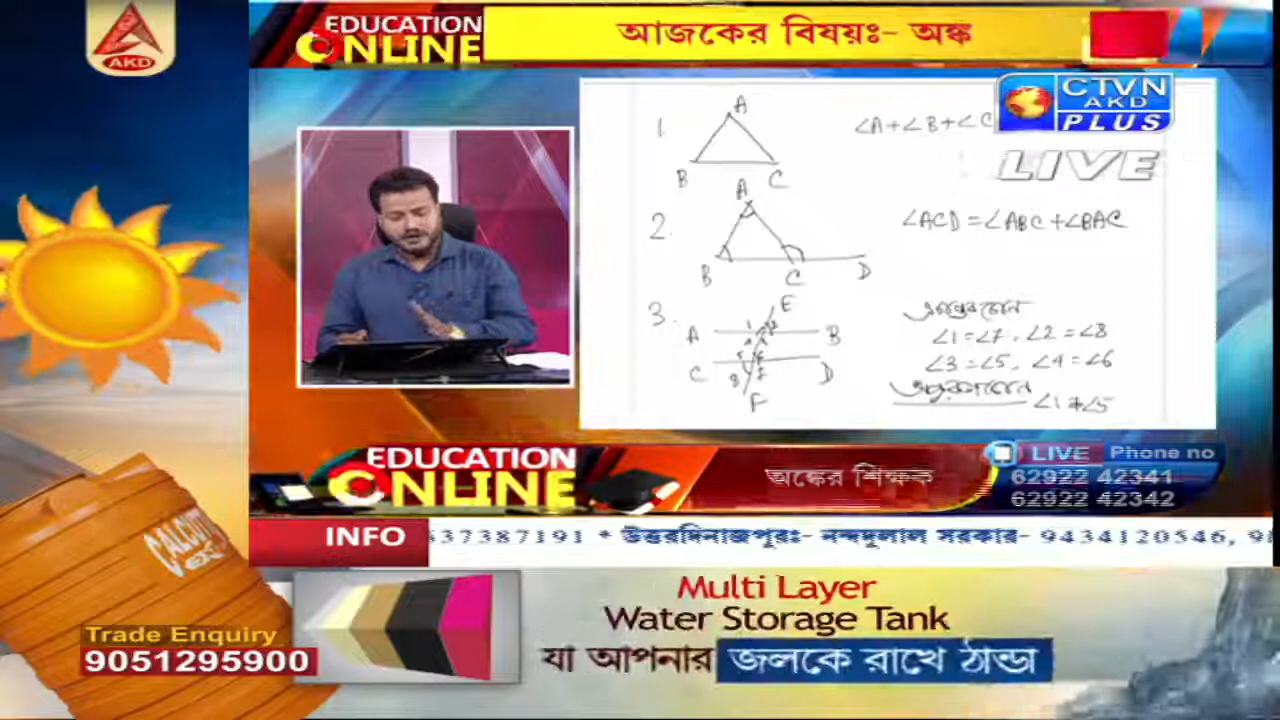 AKD
EDUCATION
ONLINE
আজকের বিষয়ঃ- অঙ্ক
CTVN
AKD
PLUS
LIVE
1.
A
B
C
∠A+∠B+∠C
2.
A
B
C
D
∠ACD = ∠ABC + ∠BAC
3.
E
A
B
C
D
F
একান্তর কোন
∠1=∠7, ∠2=∠8
∠3=∠5, ∠4=∠6
অনুরূপ কোন
∠1=∠5
EDUCATION
ONLINE
অঙ্কের শিক্ষক
LIVE Phone no
62922 42341
62922 42342
INFO
37387191 * উত্তরদিনাজপুরঃ- নন্দদুলাল সরকার- 9434120546, 9
CALCUTTA
Multi Layer
Water Storage Tank
যা আপনার জলকে রাখে ঠান্ডা
Trade Enquiry
9051295900